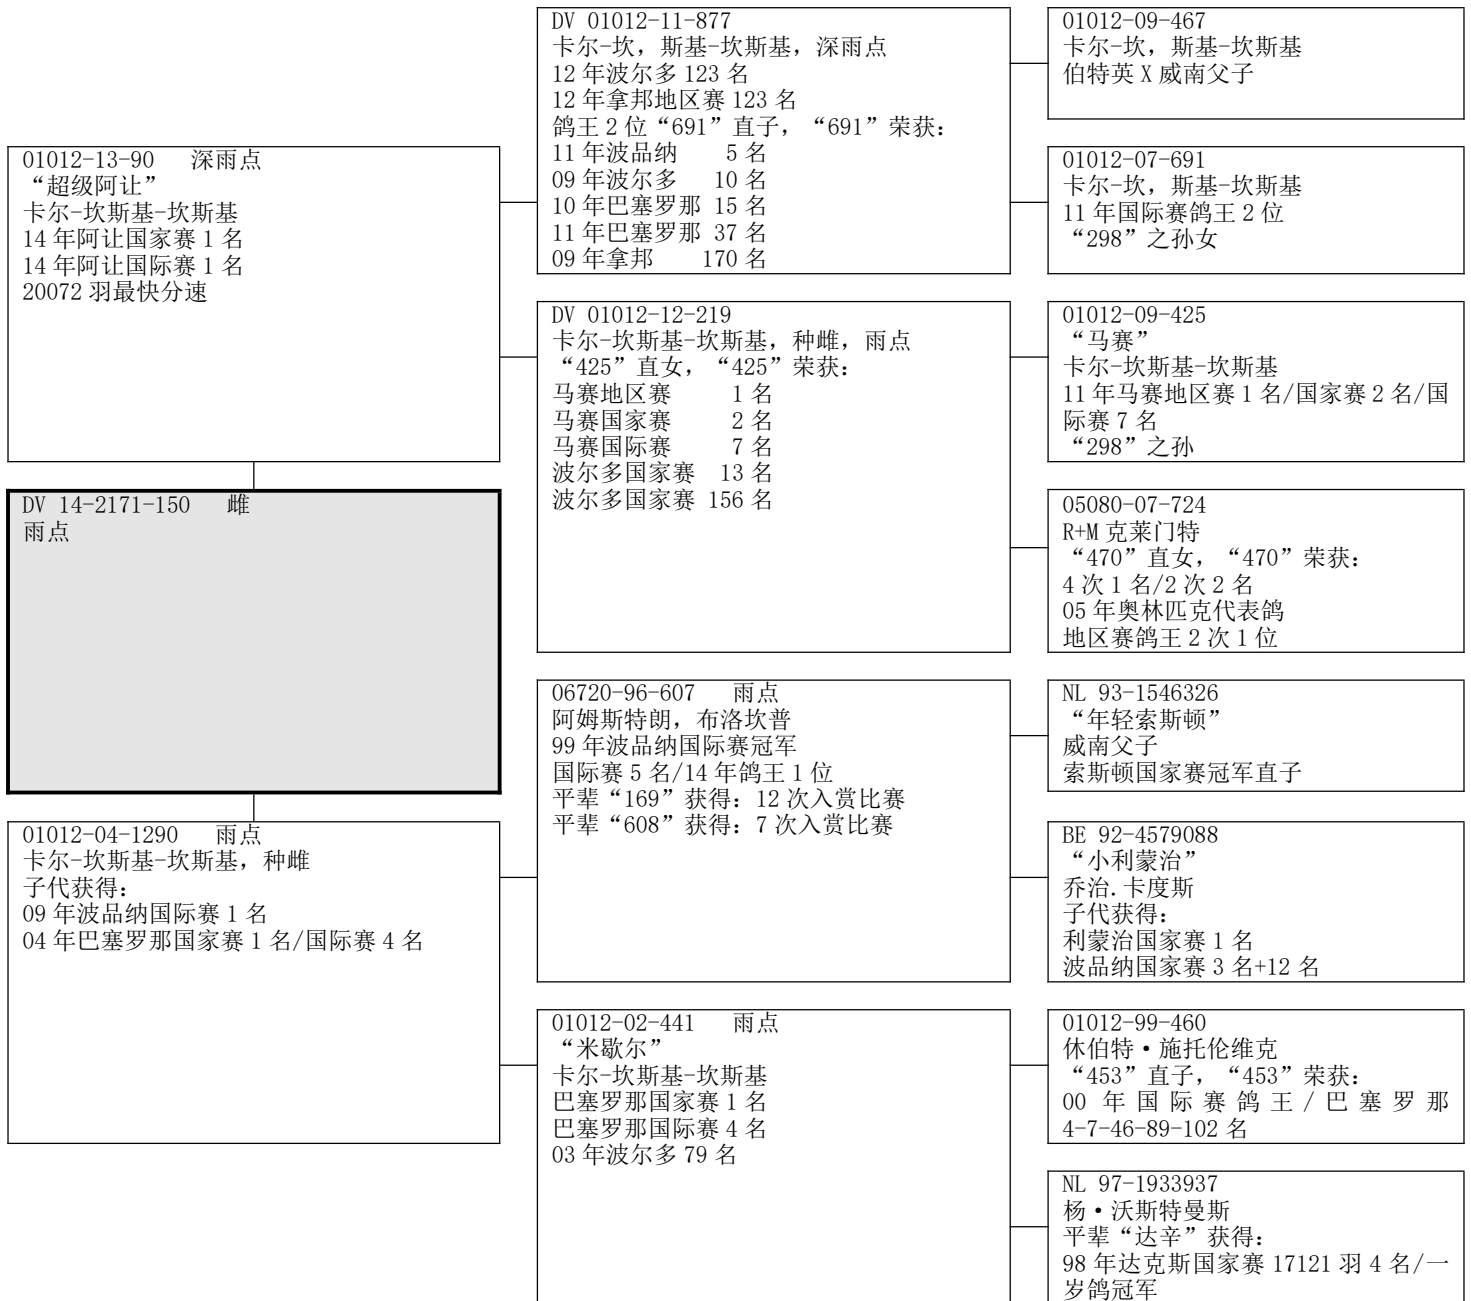 01012-13-90 深雨点
“超级阿让”
卡尔-坎斯基-坎斯基
14 年阿让国家赛 1 名
14 年阿让国际赛 1 名
20072 羽最快分速
DV 14-2171-150 雌
雨点
01012-04-1290 雨点
卡尔-坎斯基-坎斯基，种雌
子代获得：
09 年波品纳国际赛 1 名
04 年巴塞罗那国家赛 1 名/国际赛 4 名
DV 01012-11-877
卡尔-坎，斯基-坎斯基，深雨点
12 年波尔多 123 名
12 年拿邦地区赛 123 名
鸽王 2 位“691”直子，“691”荣获：
11 年波品纳 5 名
09 年波尔多 10 名
10 年巴塞罗那 15 名
11 年巴塞罗那 37 名
09 年拿邦 170 名
DV 01012-12-219
卡尔-坎斯基-坎斯基，种雌，雨点
“425”直女，“425”荣获：
马赛地区赛 1 名
马赛国家赛 2 名
马赛国际赛 7 名
波尔多国家赛 13 名
波尔多国家赛 156 名
06720-96-607 雨点
阿姆斯特朗，布洛坎普
99 年波品纳国际赛冠军
国际赛 5 名/14 年鸽王 1 位
平辈“169”获得：12 次入赏比赛
平辈“608”获得：7 次入赏比赛
01012-02-441 雨点
“米歇尔”
卡尔-坎斯基-坎斯基
巴塞罗那国家赛 1 名
巴塞罗那国际赛 4 名
03 年波尔多 79 名
01012-09-467
卡尔-坎，斯基-坎斯基
伯特英 X 威南父子
01012-07-691
卡尔-坎，斯基-坎斯基
11 年国际赛鸽王 2 位
“298”之孙女
01012-09-425
“马赛”
卡尔-坎斯基-坎斯基
11 年马赛地区赛 1 名/国家赛 2 名/国
际赛 7 名
“298”之孙
05080-07-724
R+M 克莱门特
“470”直女，“470”荣获：
4 次 1 名/2 次 2 名
05 年奥林匹克代表鸽
地区赛鸽王 2 次 1 位
NL 93-1546326
“年轻索斯顿”
威南父子
索斯顿国家赛冠军直子
BE 92-4579088
“小利蒙治”
乔治.卡度斯
子代获得：
利蒙治国家赛 1 名
波品纳国家赛 3 名+12 名
01012-99-460
休伯特·施托伦维克
“453”直子，“453”荣获：
00 年国际赛鸽王/巴塞罗那
4-7-46-89-102 名
NL 97-1933937
杨·沃斯特曼斯
平辈“达辛”获得：
98 年达克斯国家赛 17121 羽 4 名/一
岁鸽冠军